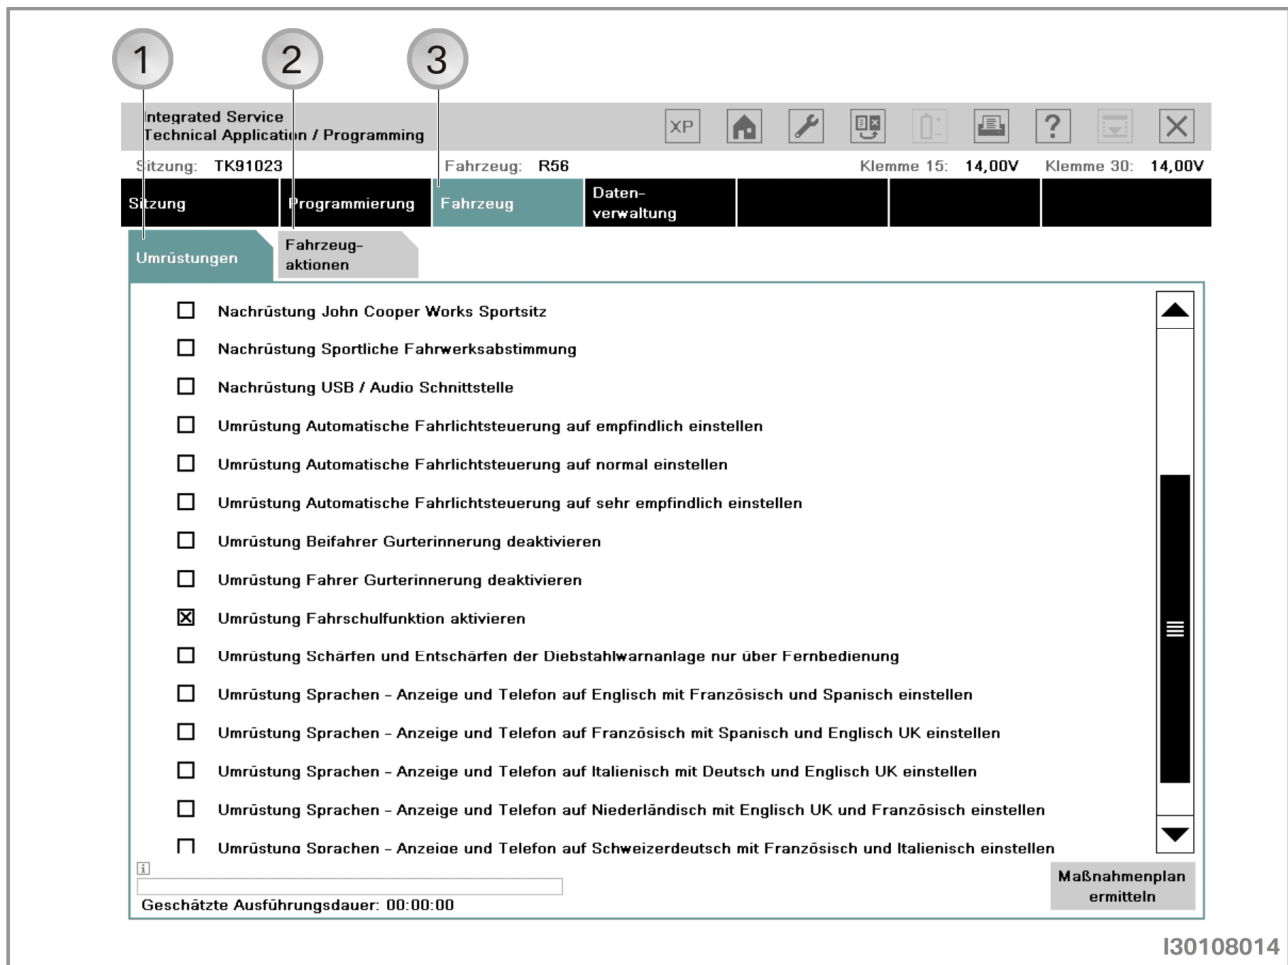 1 2 3
Integrated Service
Technical Application / Programming
XP
?
Sitzung: TK91023 Fahrzeug: R56 Klemme 15: 14,00V Klemme 30: 14,00V
Sitzung Programmierung Fahrzeug Daten-
verwaltung
Umrüstungen Fahrzeug-
aktionen
Nachrüstung John Cooper Works Sportsitz
Nachrüstung Sportliche Fahrwerksabstimmung
Nachrüstung USB / Audio Schnittstelle
Umrüstung Automatische Fahrlichtsteuerung auf empfindlich einstellen
Umrüstung Automatische Fahrlichtsteuerung auf normal einstellen
Umrüstung Automatische Fahrlichtsteuerung auf sehr empfindlich einstellen
Umrüstung Beifahrer Gurterinnerung deaktivieren
Umrüstung Fahrer Gurterinnerung deaktivieren
Umrüstung Fahrschulfunktion aktivieren
Umrüstung Schärfen und Entschärfen der Diebstahlwarnanlage nur über Fernbedienung
Umrüstung Sprachen - Anzeige und Telefon auf Englisch mit Französisch und Spanisch einstellen
Umrüstung Sprachen - Anzeige und Telefon auf Französisch mit Spanisch und Englisch UK einstellen
Umrüstung Sprachen - Anzeige und Telefon auf Italienisch mit Deutsch und Englisch UK einstellen
Umrüstung Sprachen - Anzeige und Telefon auf Niederländisch mit Englisch UK und Französisch einstellen
Umrüstung Sprachen - Anzeige und Telefon auf Schweizerdeutsch mit Französisch und Italienisch einstellen
i
Maßnahmenplan
ermitteln
Geschätzte Ausführungsdauer: 00:00:00
I30108014